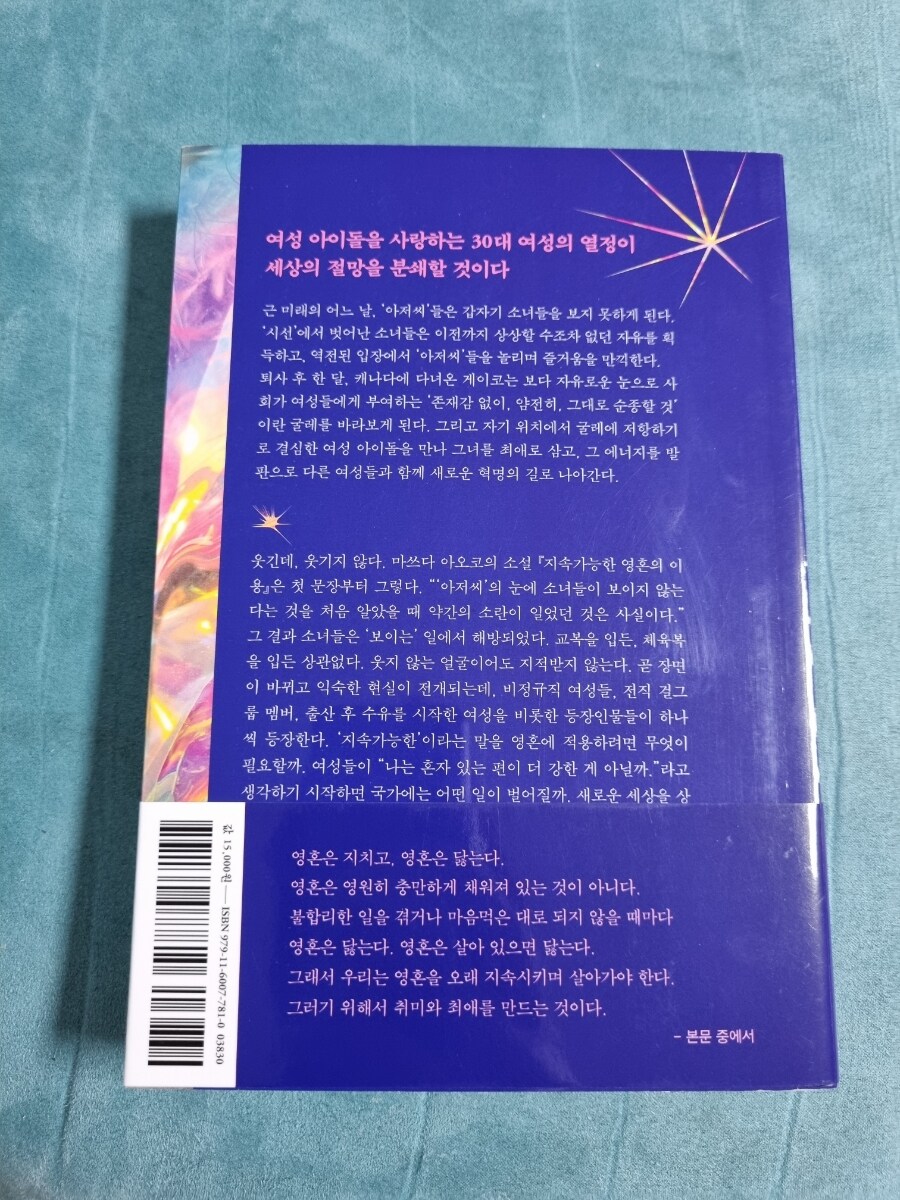 여성 아이돌을 사랑하는 30대 여성의 열정이
세상의 절망을 분쇄할 것이다
근 미래의 어느 날, '아저씨'들은 갑자기 소녀들을 보지 못하게 된다.
'시선'에서 벗어난 소녀들은 이전까지 상상할 수조차 없던 자유를 획
득하고, 역전된 입장에서 '아저씨'들을 놀리며 즐거움을 만끽한다.
퇴사 후 한 달, 캐나다에 다녀온 게이코는 보다 자유로운 눈으로 사
회가 여성들에게 부여하는 '존재감 없이, 얌전히, 그대로 순종할 것'
이란 굴레를 바라보게 된다. 그리고 자기 위치에서 굴레에 저항하기
로 결심한 여성 아이돌을 만나 그녀를 최애로 삼고, 그 에너지를 발
판으로 다른 여성들과 함께 새로운 혁명의 길로 나아간다.
웃긴데, 웃기지 않다. 마쓰다 아오코의 소설 『지속가능한 영혼의 이
용』은 첫 문장부터 그렇다. "'아저씨'의 눈에 소녀들이 보이지 않는
다는 것을 처음 알았을 때 약간의 소란이 일었던 것은 사실이다."
그 결과 소녀들은 '보이는' 일에서 해방되었다. 교복을 입든, 체육복
을 입든 상관없다. 웃지 않는 얼굴이어도 지적받지 않는다. 곧 장면
이 바뀌고 익숙한 현실이 전개되는데, 비정규직 여성들, 전직 걸그
룹 멤버, 출산 후 수유를 시작한 여성을 비롯한 등장인물들이 하나
씩 등장한다. '지속가능한'이라는 말을 영혼에 적용하려면 무엇이
필요할까. 여성들이 "나는 혼자 있는 편이 더 강한 게 아닐까."라고
생각하기 시작하면 국가에는 어떤 일이 벌어질까. 새로운 세상을 상
영혼은 지치고, 영혼은 닳는다.
영혼은 영원히 충만하게 채워져 있는 것이 아니다.
불합리한 일을 겪거나 마음먹은 대로 되지 않을 때마다
영혼은 닳는다. 영혼은 살아 있으면 닳는다.
그래서 우리는 영혼을 오래 지속시키며 살아가야 한다.
그러기 위해서 취미와 최애를 만드는 것이다.
– 본문 중에서
값 15,000원 — ISBN 979-11-6007-781-0 03830